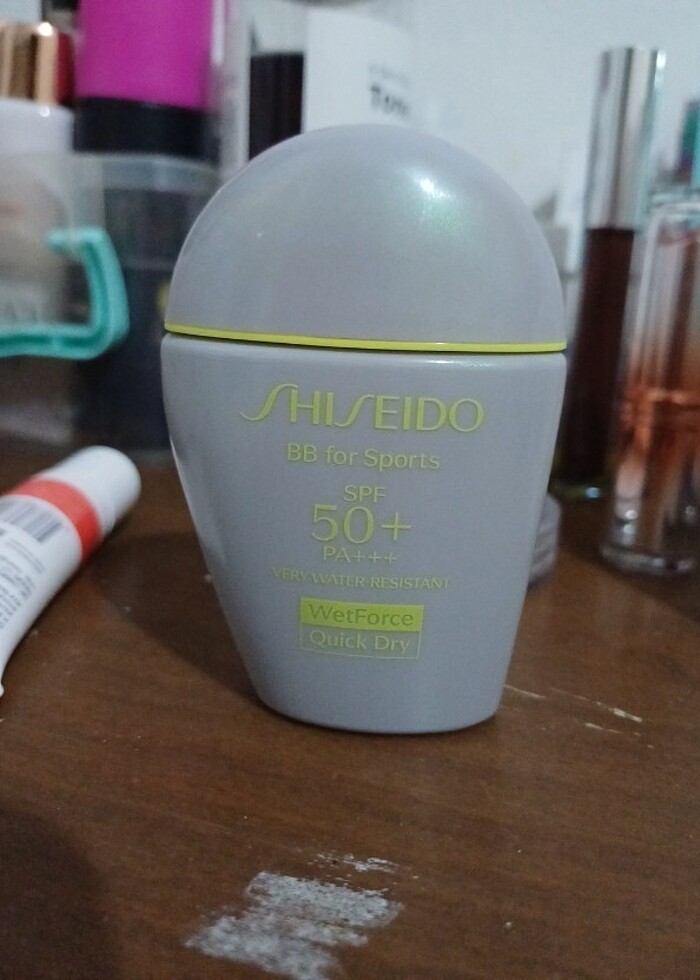 SHISEIDO
BB for Sports
SPF
50+
PA+++
VERY WATER RESISTANT
WetForce
Quick Dry